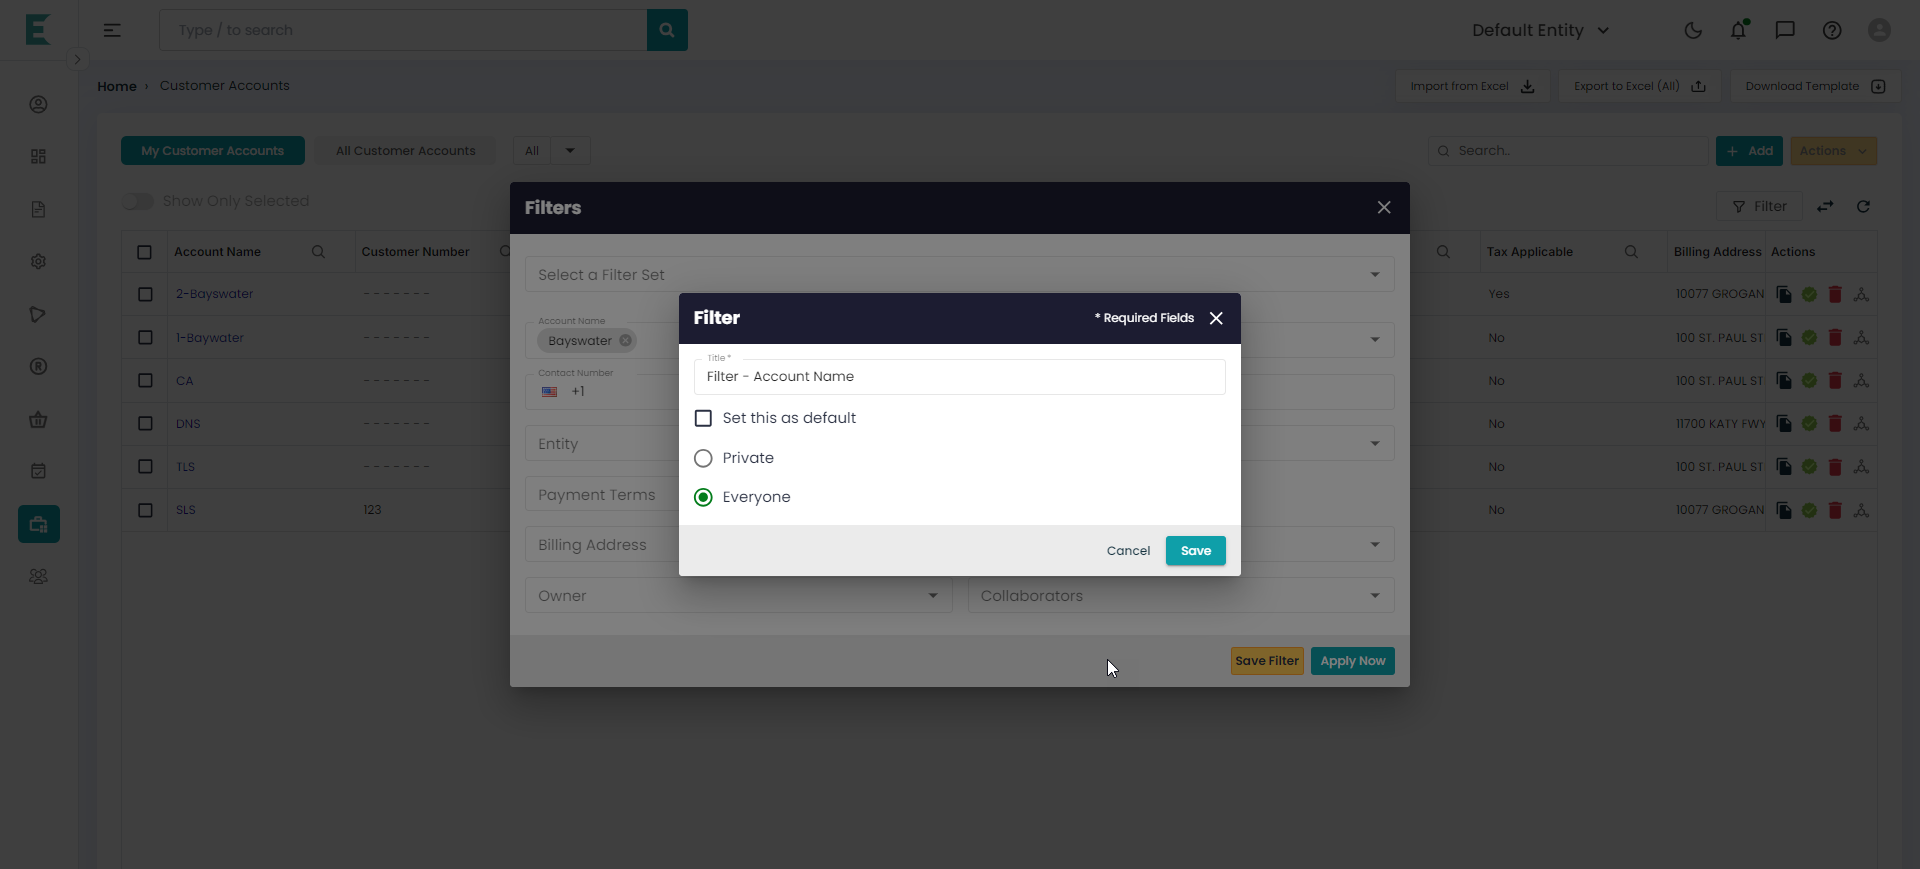 Type / to search
Default Entity
Home › Customer Accounts
Import from Excel
Export to Excel (All)
Download Template
My Customer Accounts
All Customer Accounts
All
Search..
+ Add
Actions
Show Only Selected
Filter
Account Name
Customer Number
Tax Applicable
Billing Address
Actions
2-Bayswater
- - - - - - -
Yes
10077 GROGAN
1-Baywater
- - - - - - -
No
100 ST. PAUL ST
CA
- - - - - - -
No
100 ST. PAUL ST
DNS
- - - - - - -
No
11700 KATY FWY
TLS
- - - - - - -
No
100 ST. PAUL ST
SLS
123
No
10077 GROGAN
Filters
Select a Filter Set
Account Name
Bayswater
Contact Number
+1
Entity
Payment Terms
Billing Address
Owner
Collaborators
Save Filter
Apply Now
Filter
* Required Fields
Title *
Filter - Account Name
Set this as default
Private
Everyone
Cancel
Save